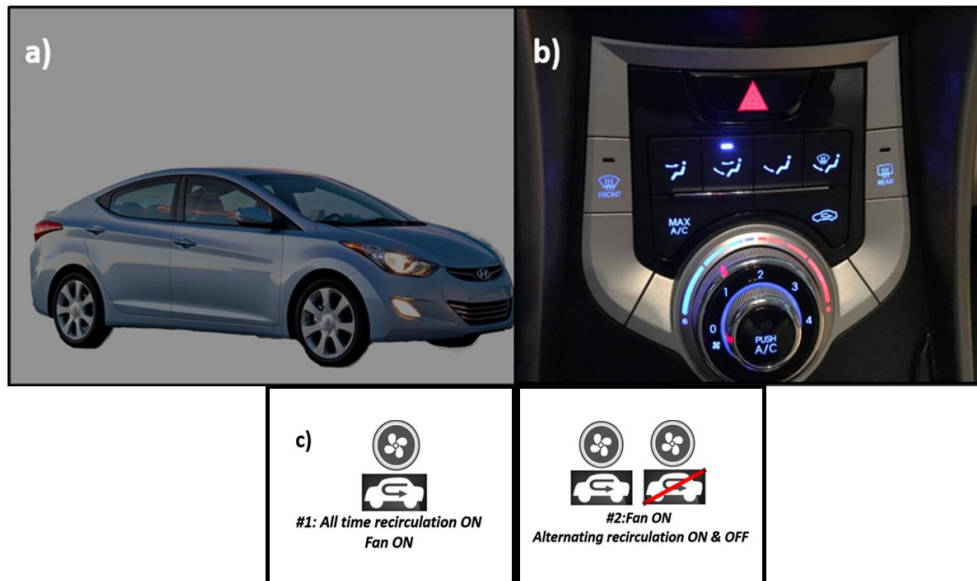 a)
b)
FRONT
REAR
MAX
A/C
0
1
2
3
4
PUSH
A/C
c)
#1: All time recirculation ON
Fan ON
#2:Fan ON
Alternating recirculation ON & OFF